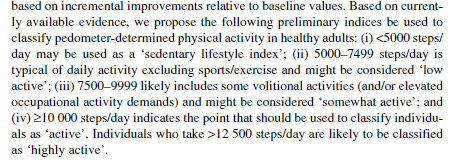 based on incremental improvements relative to baseline values. Based on current-
ly available evidence, we propose the following preliminary indices be used to
classify pedometer-determined physical activity in healthy adults: (i) <5000 steps/
day may be used as a ‘sedentary lifestyle index’; (ii) 5000–7499 steps/day is
typical of daily activity excluding sports/exercise and might be considered ‘low
active’; (iii) 7500–9999 likely includes some volitional activities (and/or elevated
occupational activity demands) and might be considered ‘somewhat active’; and
(iv) ≥10 000 steps/day indicates the point that should be used to classify individu-
als as ‘active’. Individuals who take >12 500 steps/day are likely to be classified
as ‘highly active’.